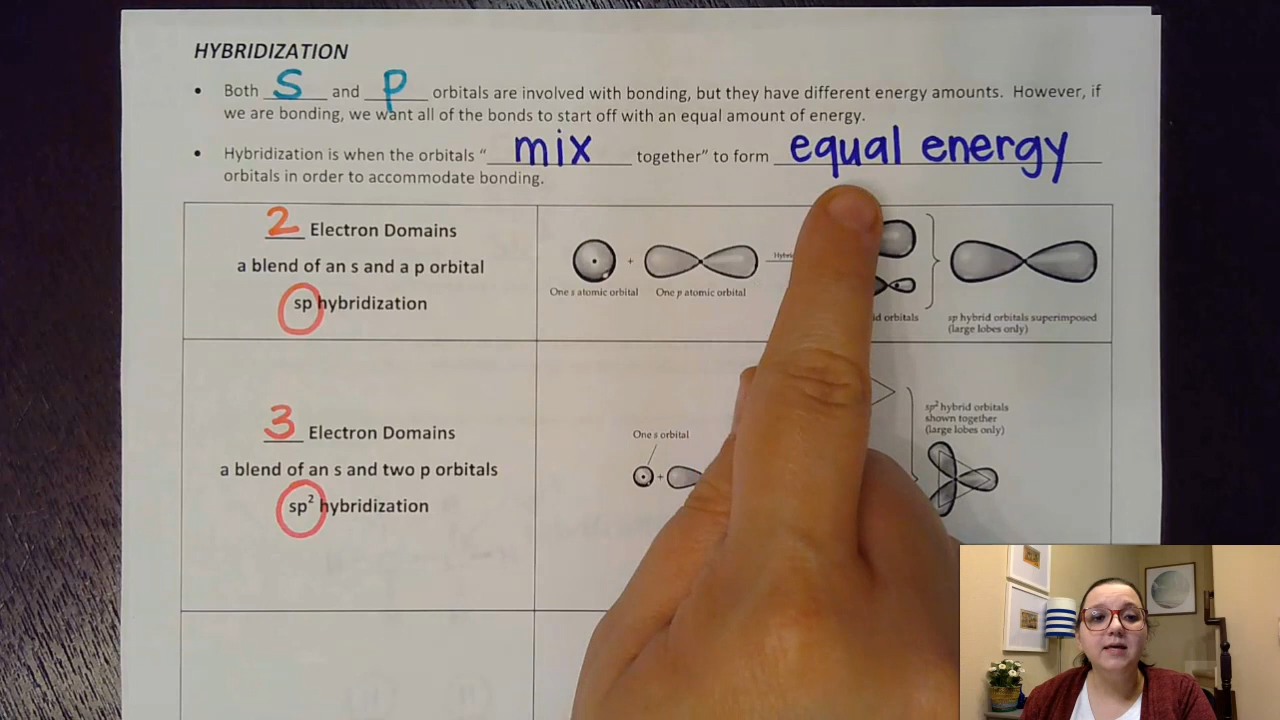 HYBRIDIZATION
• Both S and p orbitals are involved with bonding, but they have different energy amounts. However, if
we are bonding, we want all of the bonds to start off with an equal amount of energy.
• Hybridization is when the orbitals “ mix together” to form equal energy
orbitals in order to accommodate bonding.
2 Electron Domains
a blend of an s and a p orbital
sp hybridization
+
One s atomic orbital
One p atomic orbital
orbitals
sp hybrid orbitals superimposed
(large lobes only)
3 Electron Domains
a blend of an s and two p orbitals
sp² hybridization
One s orbital
+
sp² hybrid orbitals
shown together
(large lobes only)